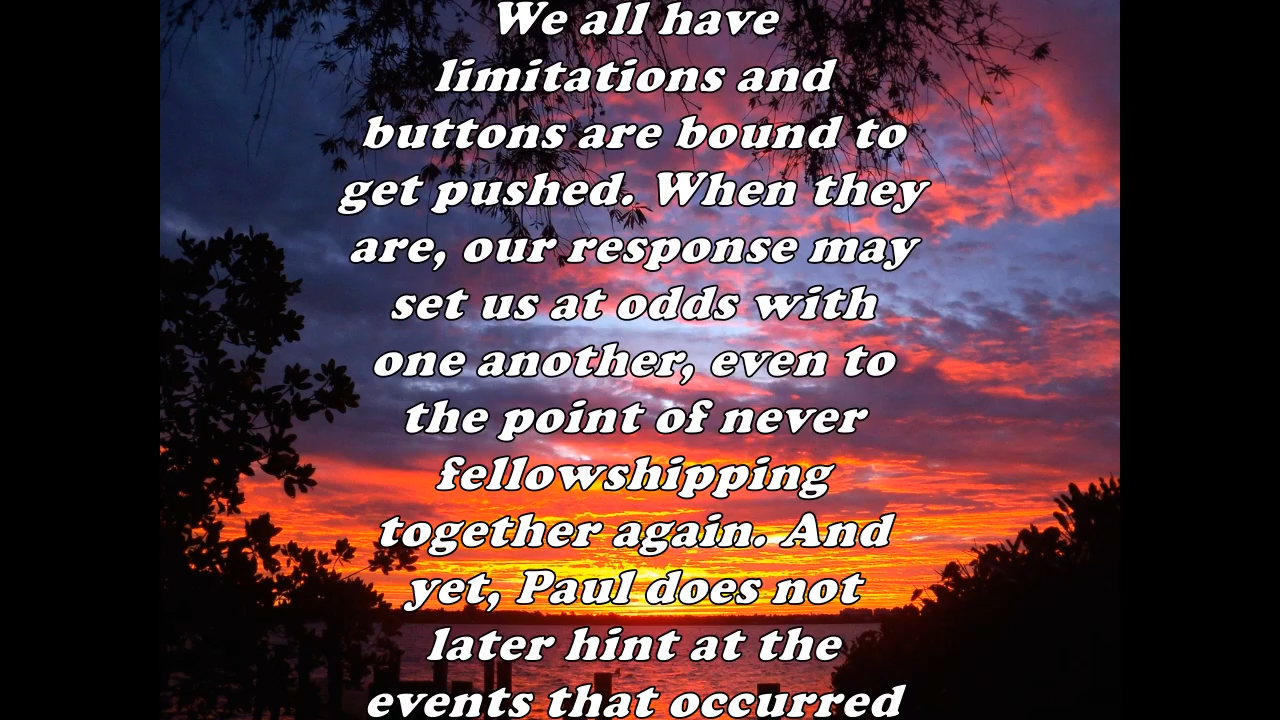 We all have
limitations and
buttons are bound to
get pushed. When they
are, our response may
set us at odds with
one another, even to
the point of never
fellowshipping
together again. And
yet, Paul does not
later hint at the
events that occurred